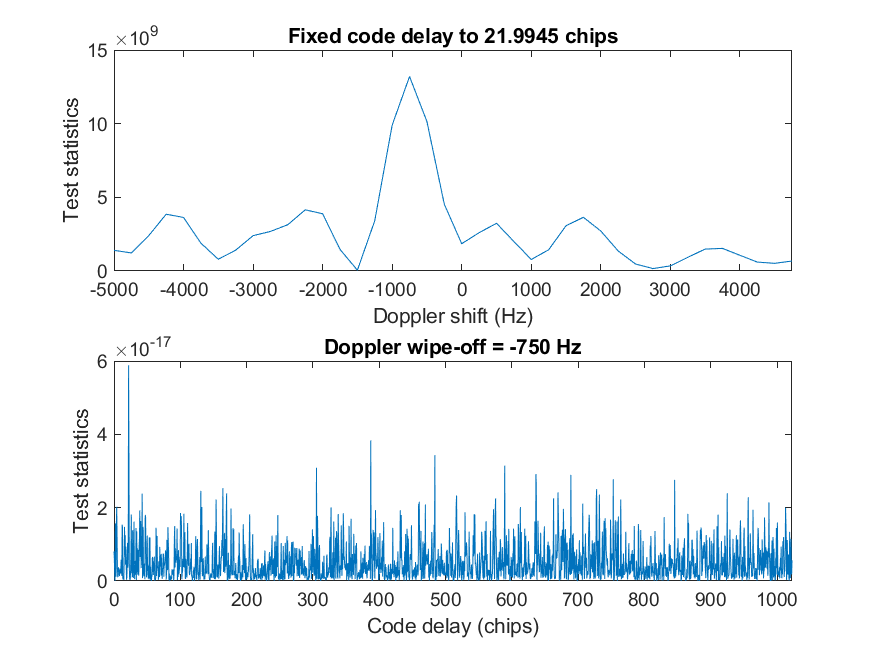 ×10^9
Fixed code delay to 21.9945 chips
15
10
5
0
Test statistics
-5000 -4000 -3000 -2000 -1000 0 1000 2000 3000 4000
Doppler shift (Hz)
×10^-17
Doppler wipe-off = -750 Hz
6
4
2
0
Test statistics
0 100 200 300 400 500 600 700 800 900 1000
Code delay (chips)